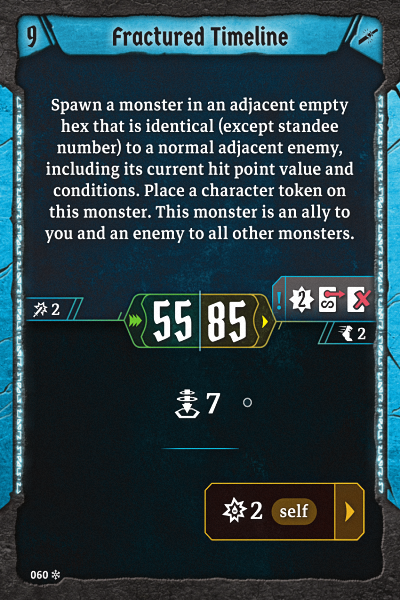 9 Fractured Timeline
Spawn a monster in an adjacent empty
hex that is identical (except standee
number) to a normal adjacent enemy,
including its current hit point value and
conditions. Place a character token on
this monster. This monster is an ally to
you and an enemy to all other monsters.
2
55 85
2
2
7
2 self
060